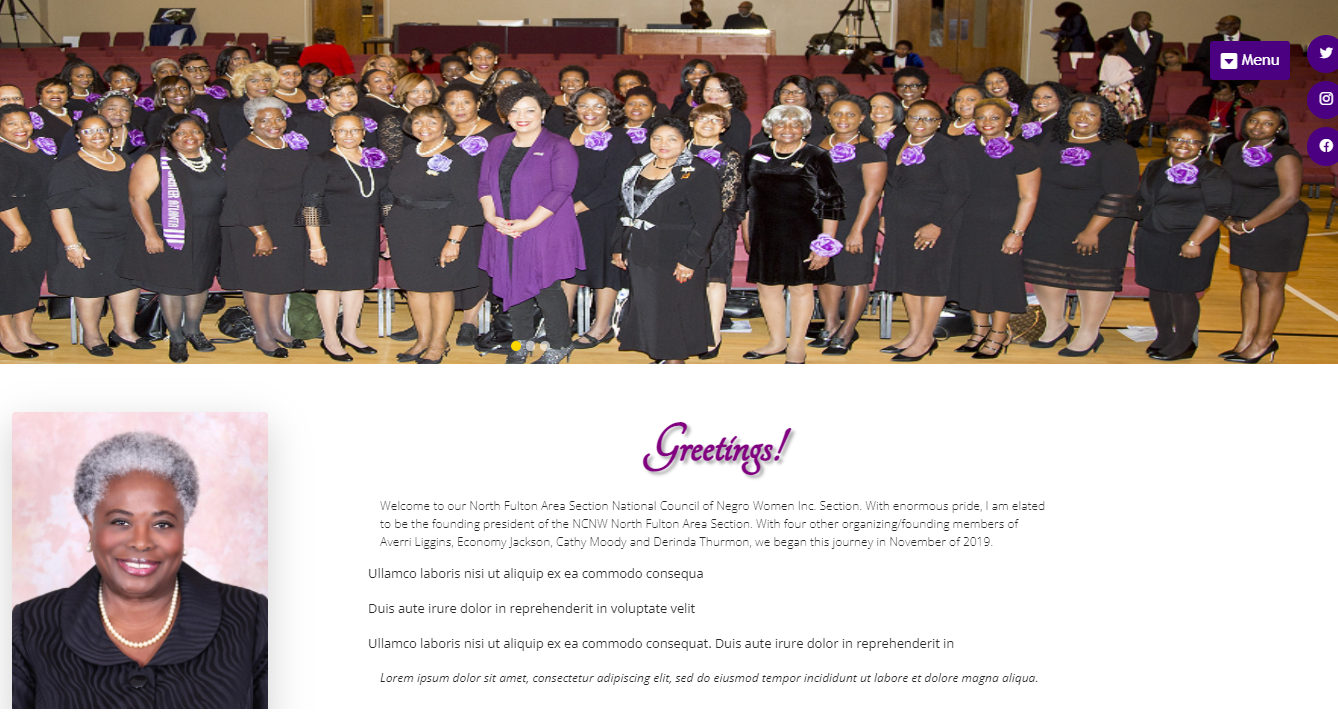 Menu
GREATER ATLANTA
Greetings!
Welcome to our North Fulton Area Section National Council of Negro Women Inc. Section. With enormous pride, I am elated
to be the founding president of the NCNW North Fulton Area Section. With four other organizing/founding members of
Averri Liggins, Economy Jackson, Cathy Moody and Derinda Thurmon, we began this journey in November of 2019.
Ullamco laboris nisi ut aliquip ex ea commodo consequa
Duis aute irure dolor in reprehenderit in voluptate velit
Ullamco laboris nisi ut aliquip ex ea commodo consequat. Duis aute irure dolor in reprehenderit in
Lorem ipsum dolor sit amet, consectetur adipiscing elit, sed do eiusmod tempor incididunt ut labore et dolore magna aliqua.